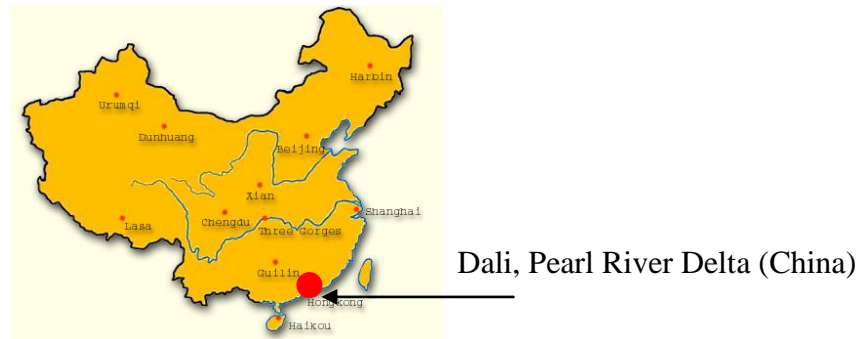 Harbin
Urumqi
Dunhuang
Beijing
Xian
Shanghai
Lasa
Chengdu
Three Gorges
Guilin
Dali, Pearl River Delta (China)
Hongkong
Haikou